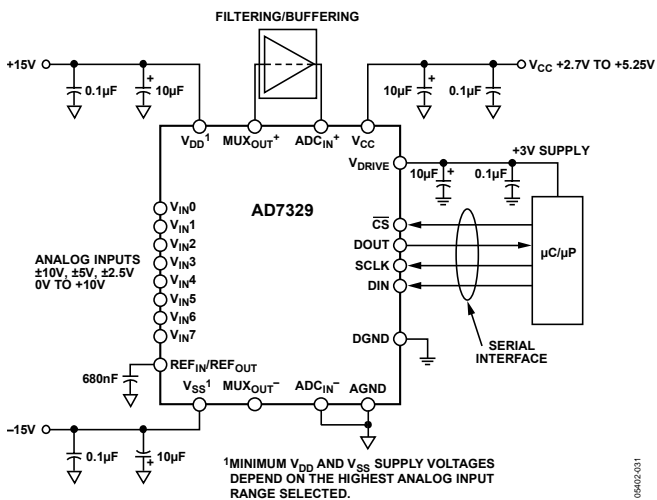 FILTERING/BUFFERING
+15V
0.1µF
+
10µF
10µF
+
0.1µF
VCC +2.7V TO +5.25V
VDD1
MUXOUT+
ADCIN+
VCC
VDRIVE
+3V SUPPLY
10µF
+
0.1µF
AD7329
VIN0
VIN1
VIN2
VIN3
VIN4
VIN5
VIN6
VIN7
ANALOG INPUTS
±10V, ±5V, ±2.5V
0V TO +10V
CS
DOUT
SCLK
DIN
µC/µP
DGND
SERIAL
INTERFACE
REFIN/REFOUT
680nF
VSS1
MUXOUT–
ADCIN–
AGND
–15V
0.1µF
10µF
+
1MINIMUM VDD AND VSS SUPPLY VOLTAGES
DEPEND ON THE HIGHEST ANALOG INPUT
RANGE SELECTED.
05402-031